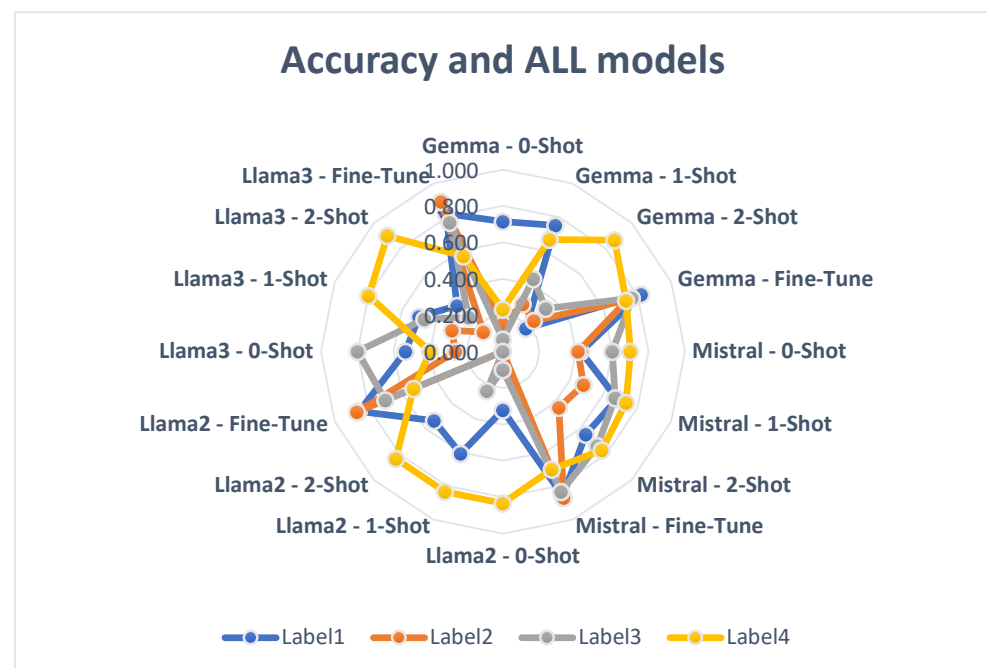 Accuracy and ALL models
Gemma - 0-Shot
1.000
Llama3 - Fine-Tune
Gemma - 1-Shot
0.800
Llama3 - 2-Shot
Gemma - 2-Shot
0.600
Llama3 - 1-Shot
0.400
Gemma - Fine-Tune
0.200
Llama3 - 0-Shot
0.000
Mistral - 0-Shot
Llama2 - Fine-Tune
Mistral - 1-Shot
Llama2 - 2-Shot
Mistral - 2-Shot
Llama2 - 1-Shot
Mistral - Fine-Tune
Llama2 - 0-Shot
Label1
Label2
Label3
Label4